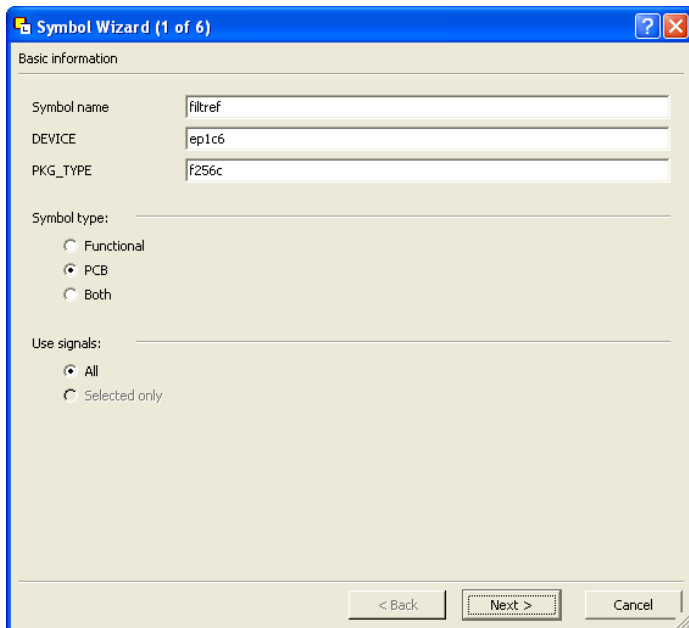 Symbol Wizard (1 of 6)
Basic information
Symbol name filtref
DEVICE ep1c6
PKG_TYPE f256c
Symbol type:
Functional
PCB
Both
Use signals:
All
Selected only
< Back Next > Cancel